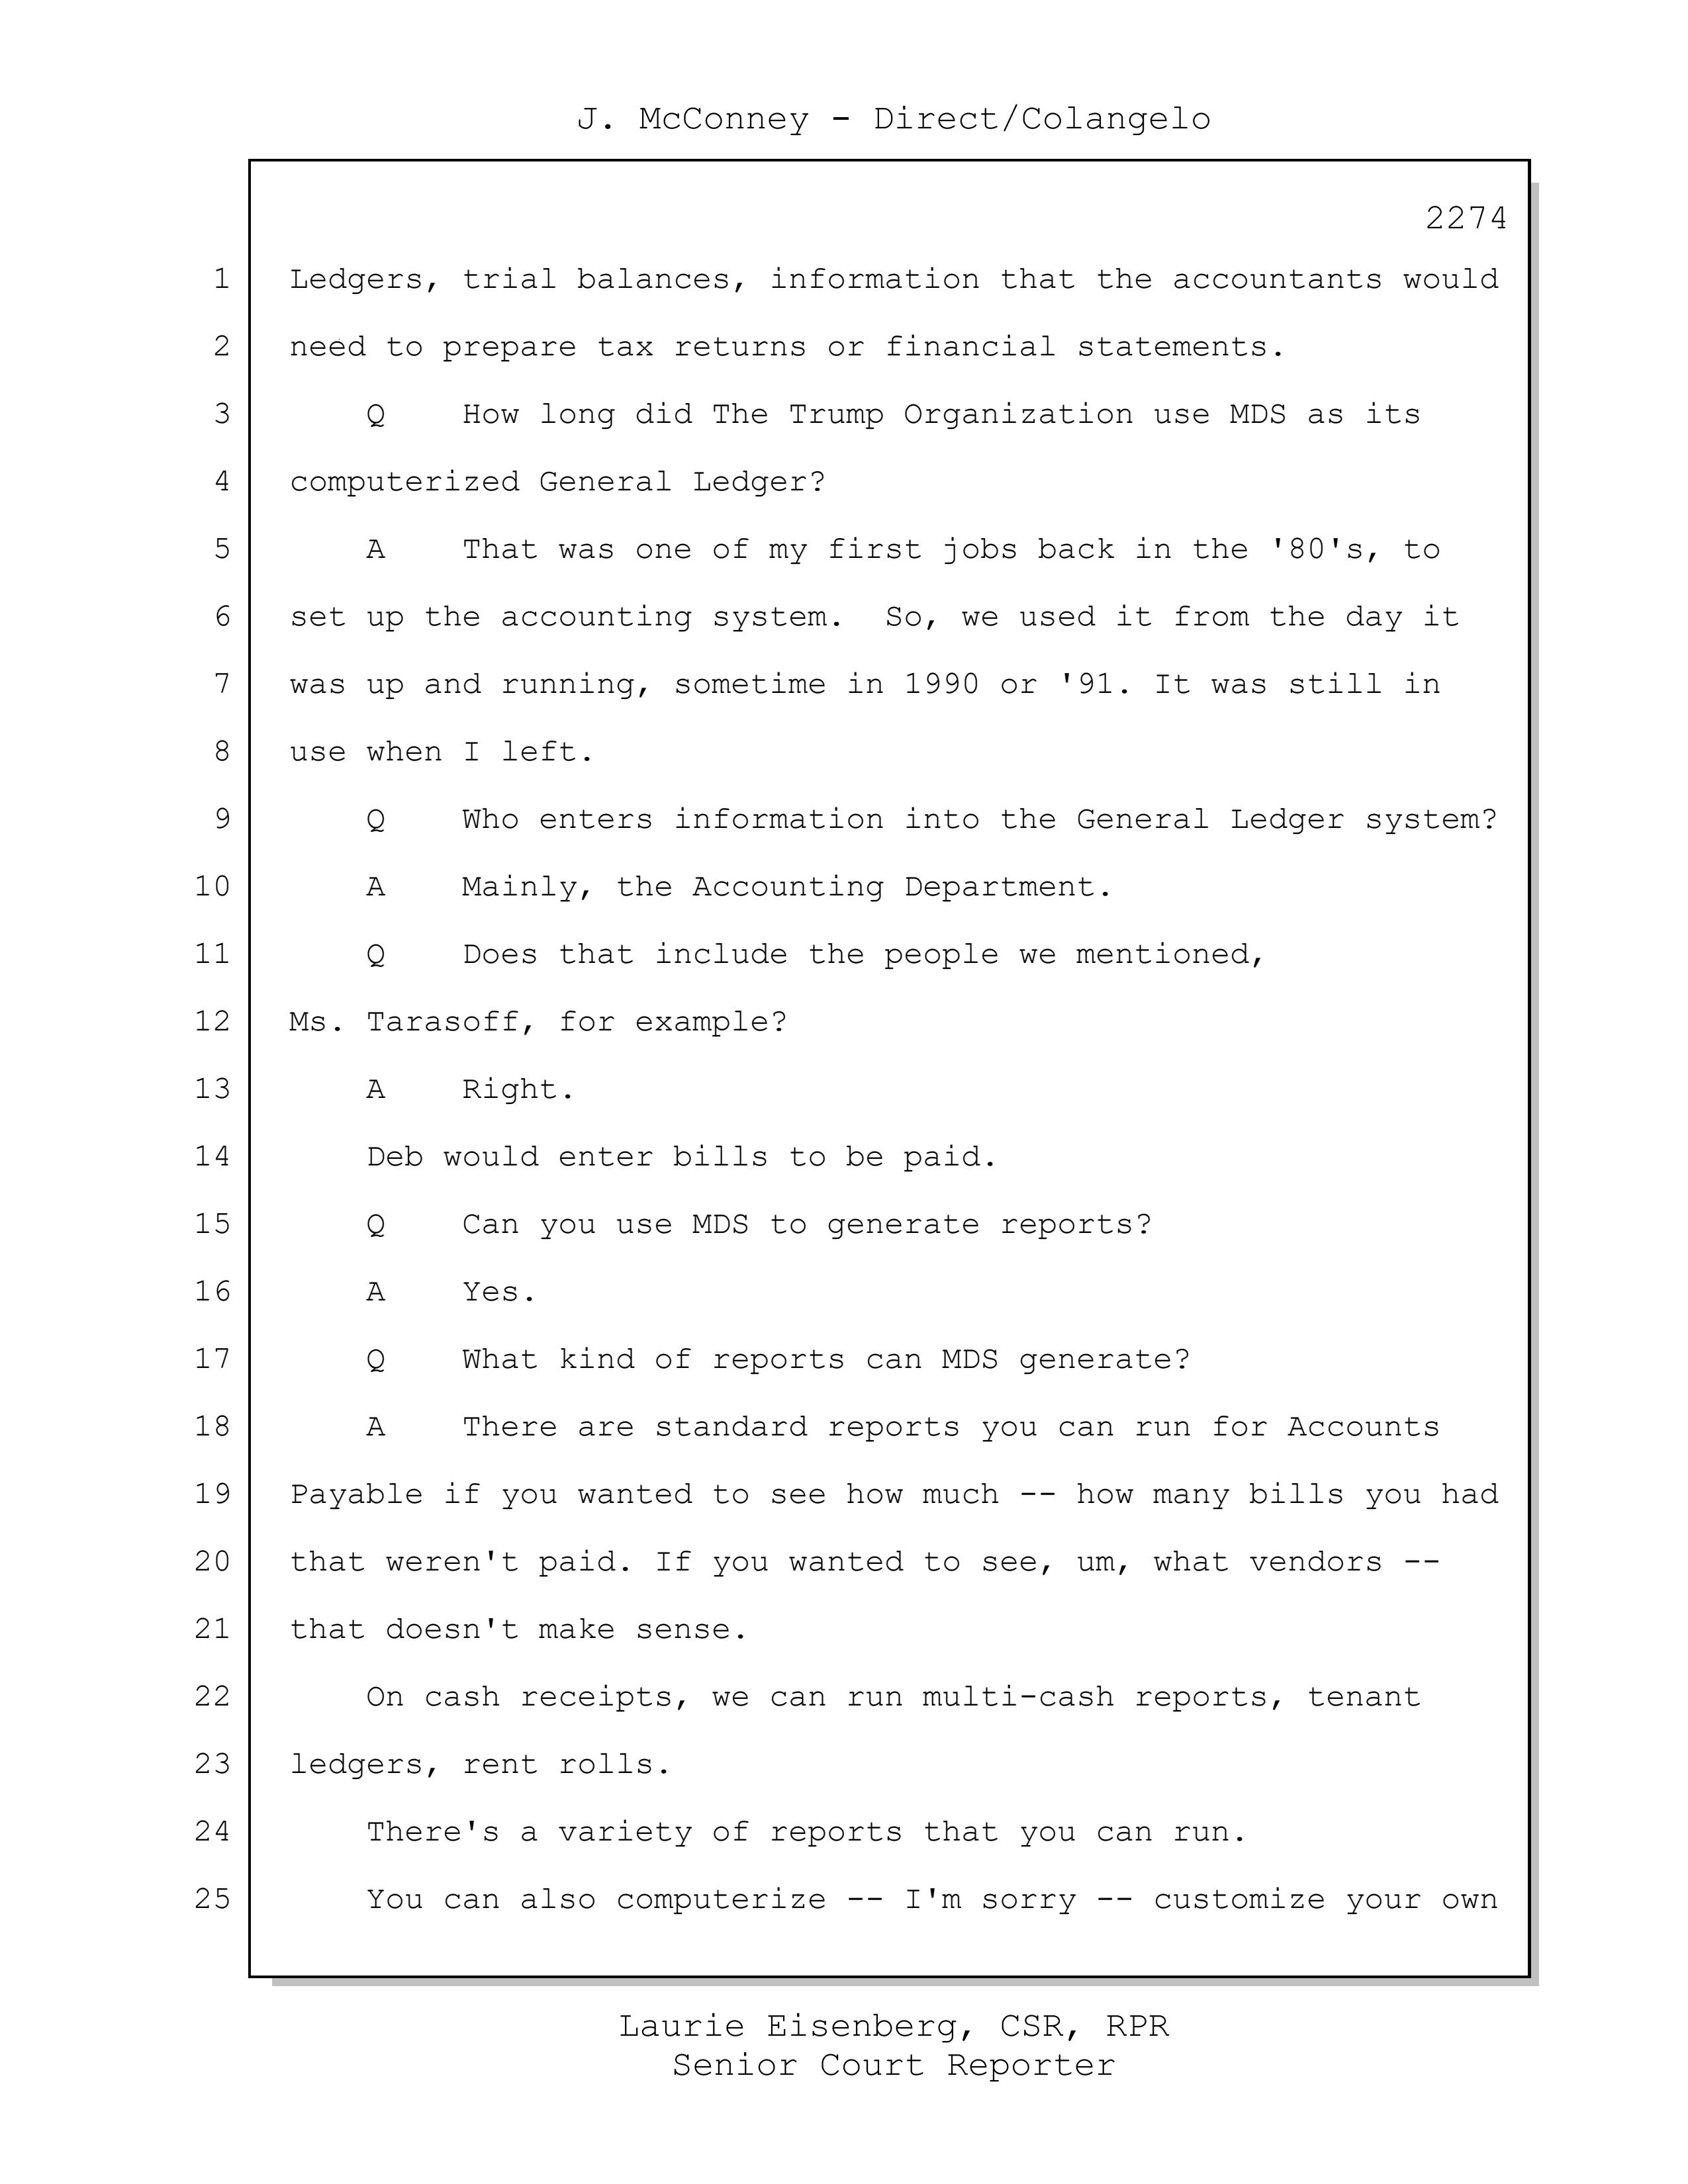 J. McConney - Direct/Colangelo
2274
1 Ledgers, trial balances, information that the accountants would
2 need to prepare tax returns or financial statements.
3 Q How long did The Trump Organization use MDS as its
4 computerized General Ledger?
5 A That was one of my first jobs back in the '80's, to
6 set up the accounting system. So, we used it from the day it
7 was up and running, sometime in 1990 or '91. It was still in
8 use when I left.
9 Q Who enters information into the General Ledger system?
10 A Mainly, the Accounting Department.
11 Q Does that include the people we mentioned,
12 Ms. Tarasoff, for example?
13 A Right.
14 Deb would enter bills to be paid.
15 Q Can you use MDS to generate reports?
16 A Yes.
17 Q What kind of reports can MDS generate?
18 A There are standard reports you can run for Accounts
19 Payable if you wanted to see how much -- how many bills you had
20 that weren't paid. If you wanted to see, um, what vendors --
21 that doesn't make sense.
22 On cash receipts, we can run multi-cash reports, tenant
23 ledgers, rent rolls.
24 There's a variety of reports that you can run.
25 You can also computerize -- I'm sorry -- customize your own
Laurie Eisenberg, CSR, RPR
Senior Court Reporter